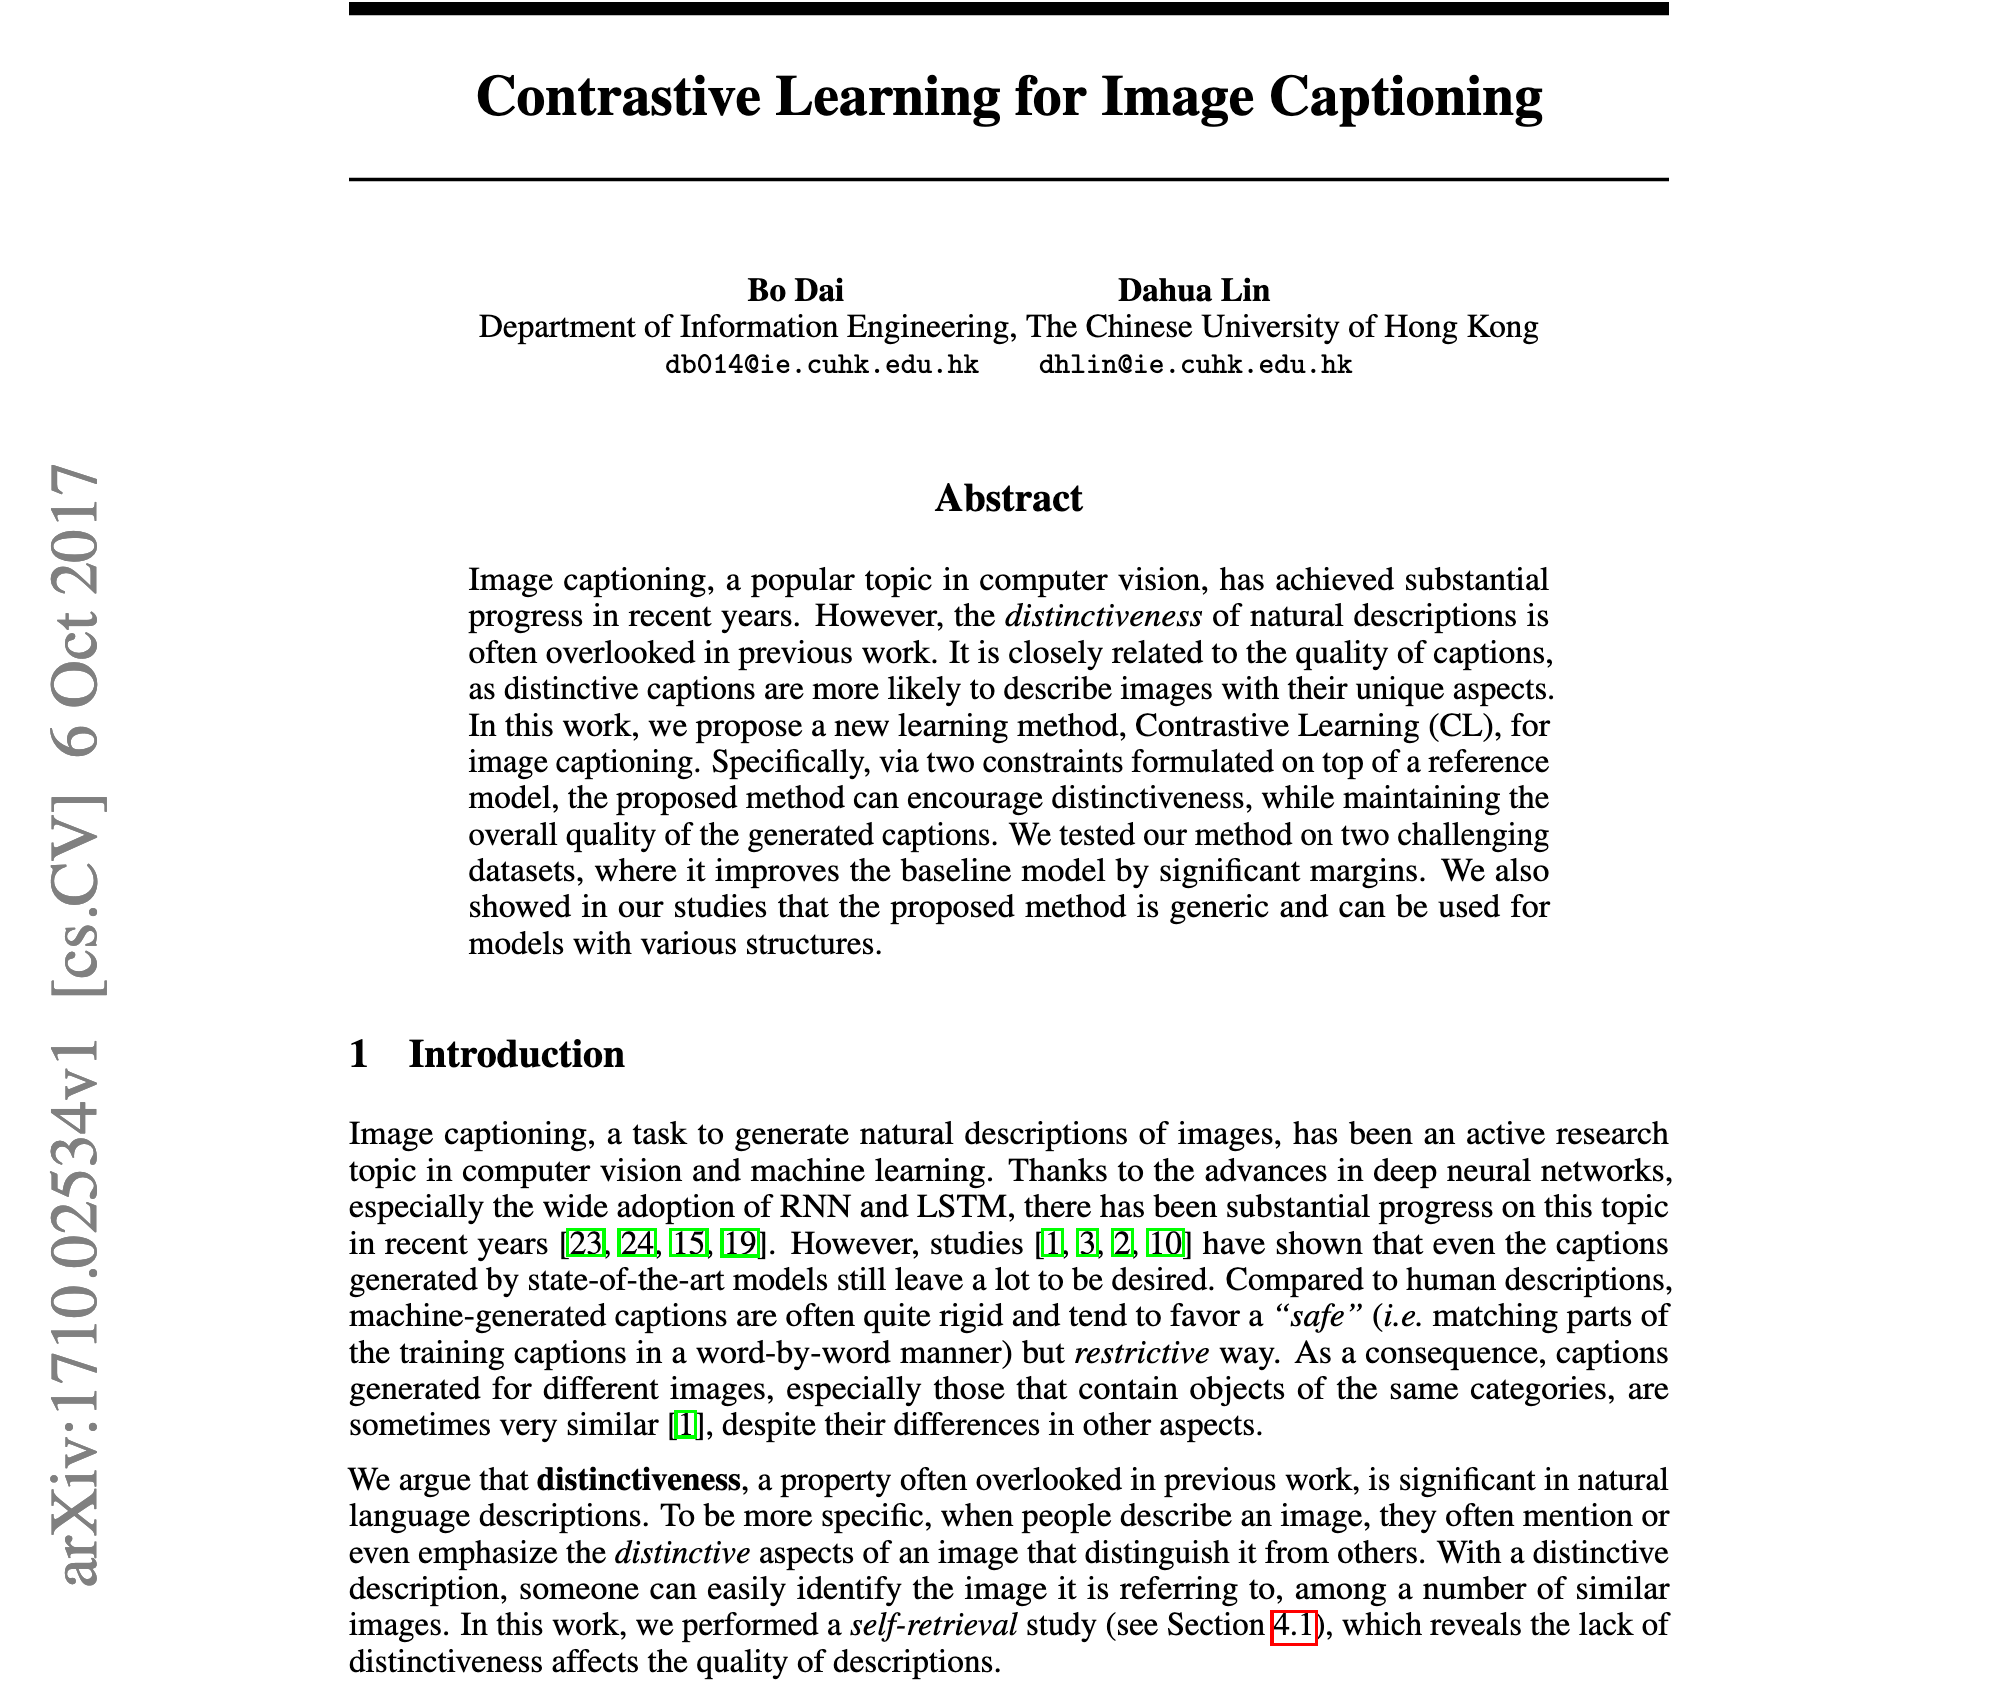 Contrastive Learning for Image Captioning
Bo Dai Dahua Lin
Department of Information Engineering, The Chinese University of Hong Kong
db014@ie.cuhk.edu.hk dhlin@ie.cuhk.edu.hk
Abstract
Image captioning, a popular topic in computer vision, has achieved substantial
progress in recent years. However, the distinctiveness of natural descriptions is
often overlooked in previous work. It is closely related to the quality of captions,
as distinctive captions are more likely to describe images with their unique aspects.
In this work, we propose a new learning method, Contrastive Learning (CL), for
image captioning. Specifically, via two constraints formulated on top of a reference
model, the proposed method can encourage distinctiveness, while maintaining the
overall quality of the generated captions. We tested our method on two challenging
datasets, where it improves the baseline model by significant margins. We also
showed in our studies that the proposed method is generic and can be used for
models with various structures.
1 Introduction
Image captioning, a task to generate natural descriptions of images, has been an active research
topic in computer vision and machine learning. Thanks to the advances in deep neural networks,
especially the wide adoption of RNN and LSTM, there has been substantial progress on this topic
in recent years [23, 24, 15, 19]. However, studies [1, 3, 2, 10] have shown that even the captions
generated by state-of-the-art models still leave a lot to be desired. Compared to human descriptions,
machine-generated captions are often quite rigid and tend to favor a “safe” (i.e. matching parts of
the training captions in a word-by-word manner) but restrictive way. As a consequence, captions
generated for different images, especially those that contain objects of the same categories, are
sometimes very similar [1], despite their differences in other aspects.
We argue that distinctiveness, a property often overlooked in previous work, is significant in natural
language descriptions. To be more specific, when people describe an image, they often mention or
even emphasize the distinctive aspects of an image that distinguish it from others. With a distinctive
description, someone can easily identify the image it is referring to, among a number of similar
images. In this work, we performed a self-retrieval study (see Section 4.1), which reveals the lack of
distinctiveness affects the quality of descriptions.
arXiv:1710.02534v1 [cs.CV] 6 Oct 2017